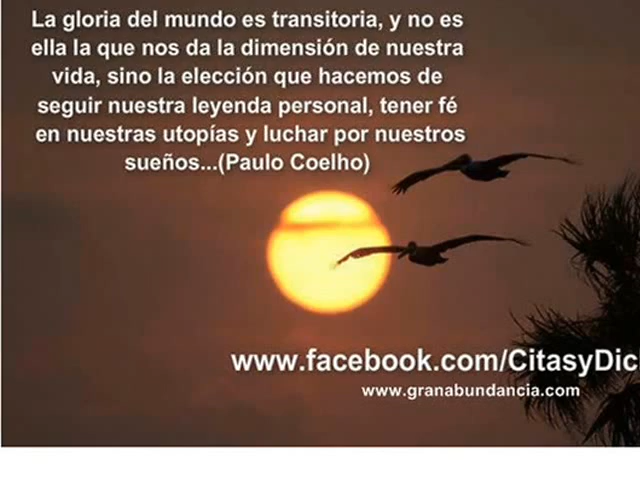 La gloria del mundo es transitoria, y no es
ella la que nos da la dimensión de nuestra
vida, sino la elección que hacemos de
seguir nuestra leyenda personal, tener fé
en nuestras utopías y luchar por nuestros
sueños...(Paulo Coelho)
www.facebook.com/CitasyDic
www.granabundancia.com